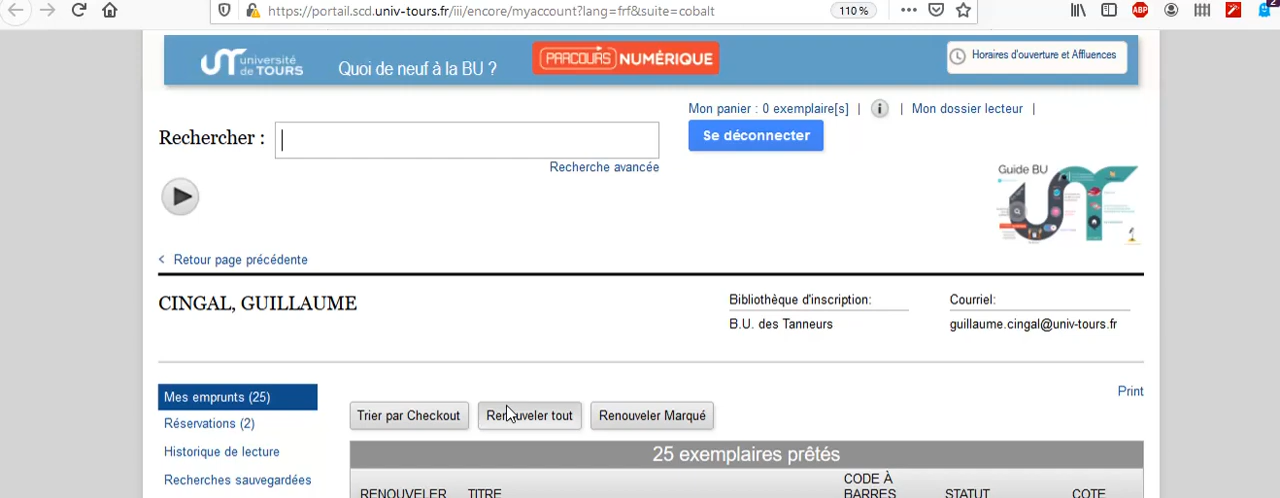 https://portail.scd.univ-tours.fr/iii/encore/myaccount?lang=frf&suite=cobalt
110 %
ABP
2
université
de TOURS
Quoi de neuf à la BU ?
PARCOURS NUMÉRIQUE
Horaires d'ouverture et Affluences
Mon panier : 0 exemplaire[s] | i | Mon dossier lecteur |
Rechercher :
Se déconnecter
Recherche avancée
Guide BU
< Retour page précédente
CINGAL, GUILLAUME
Bibliothèque d'inscription:
B.U. des Tanneurs
Courriel:
guillaume.cingal@univ-tours.fr
Print
Mes emprunts (25)
Réservations (2)
Historique de lecture
Recherches sauvegardées
Trier par Checkout
Renouveler tout
Renouveler Marqué
25 exemplaires prêtés
RENOUVELER TITRE CODE À BARRES STATUT COTE